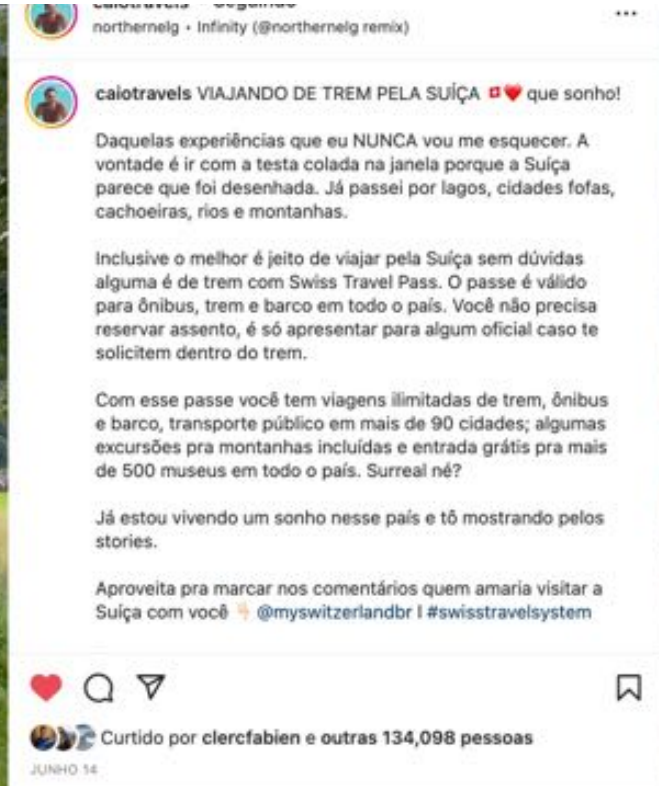 caiotravels • Seguindo
northernelg • Infinity (@northernelg remix)
caiotravels VIAJANDO DE TREM PELA SUÍÇA 🇨🇭❤️ que sonho!
Daquelas experiências que eu NUNCA vou me esquecer. A
vontade é ir com a testa colada na janela porque a Suíça
parece que foi desenhada. Já passei por lagos, cidades fofas,
cachoeiras, rios e montanhas.
Inclusive o melhor é jeito de viajar pela Suíça sem dúvidas
alguma é de trem com Swiss Travel Pass. O passe é válido
para ônibus, trem e barco em todo o país. Você não precisa
reservar assento, é só apresentar para algum oficial caso te
solicitem dentro do trem.
Com esse passe você tem viagens ilimitadas de trem, ônibus
e barco, transporte público em mais de 90 cidades; algumas
excursões pra montanhas incluídas e entrada grátis pra mais
de 500 museus em todo o país. Surreal né?
Já estou vivendo um sonho nesse país e tô mostrando pelos
stories.
Aproveita pra marcar nos comentários quem amaria visitar a
Suíça com você 👇🏻 @myswitzerlandbr I #swisstravelsystem
Curtido por clercfabien e outras 134,098 pessoas
JUNHO 14